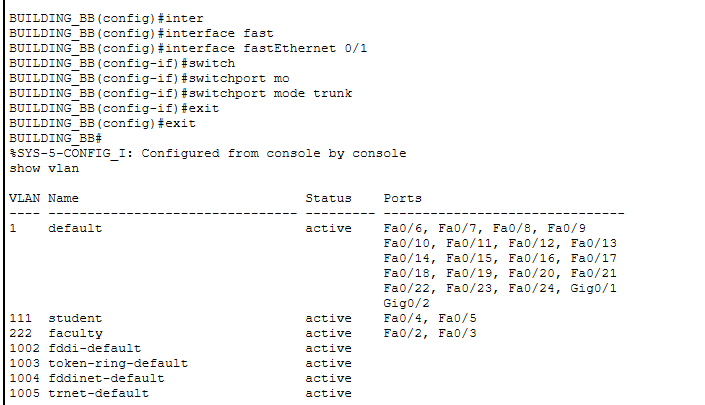 BUILDING_BB(config)#inter
BUILDING_BB(config)#interface fast
BUILDING_BB(config)#interface fastEthernet 0/1
BUILDING_BB(config-if)#switch
BUILDING_BB(config-if)#switchport mo
BUILDING_BB(config-if)#switchport mode trunk
BUILDING_BB(config-if)#exit
BUILDING_BB(config)#exit
BUILDING_BB#
%SYS-5-CONFIG_I: Configured from console by console
show vlan

VLAN Name                             Status    Ports
---- -------------------------------- --------- -------------------------------
1    default                          active    Fa0/6, Fa0/7, Fa0/8, Fa0/9
                                                Fa0/10, Fa0/11, Fa0/12, Fa0/13
                                                Fa0/14, Fa0/15, Fa0/16, Fa0/17
                                                Fa0/18, Fa0/19, Fa0/20, Fa0/21
                                                Fa0/22, Fa0/23, Fa0/24, Gig0/1
                                                Gig0/2
111  student                          active    Fa0/4, Fa0/5
222  faculty                          active    Fa0/2, Fa0/3
1002 fddi-default                     active
1003 token-ring-default               active
1004 fddinet-default                  active
1005 trnet-default                    active